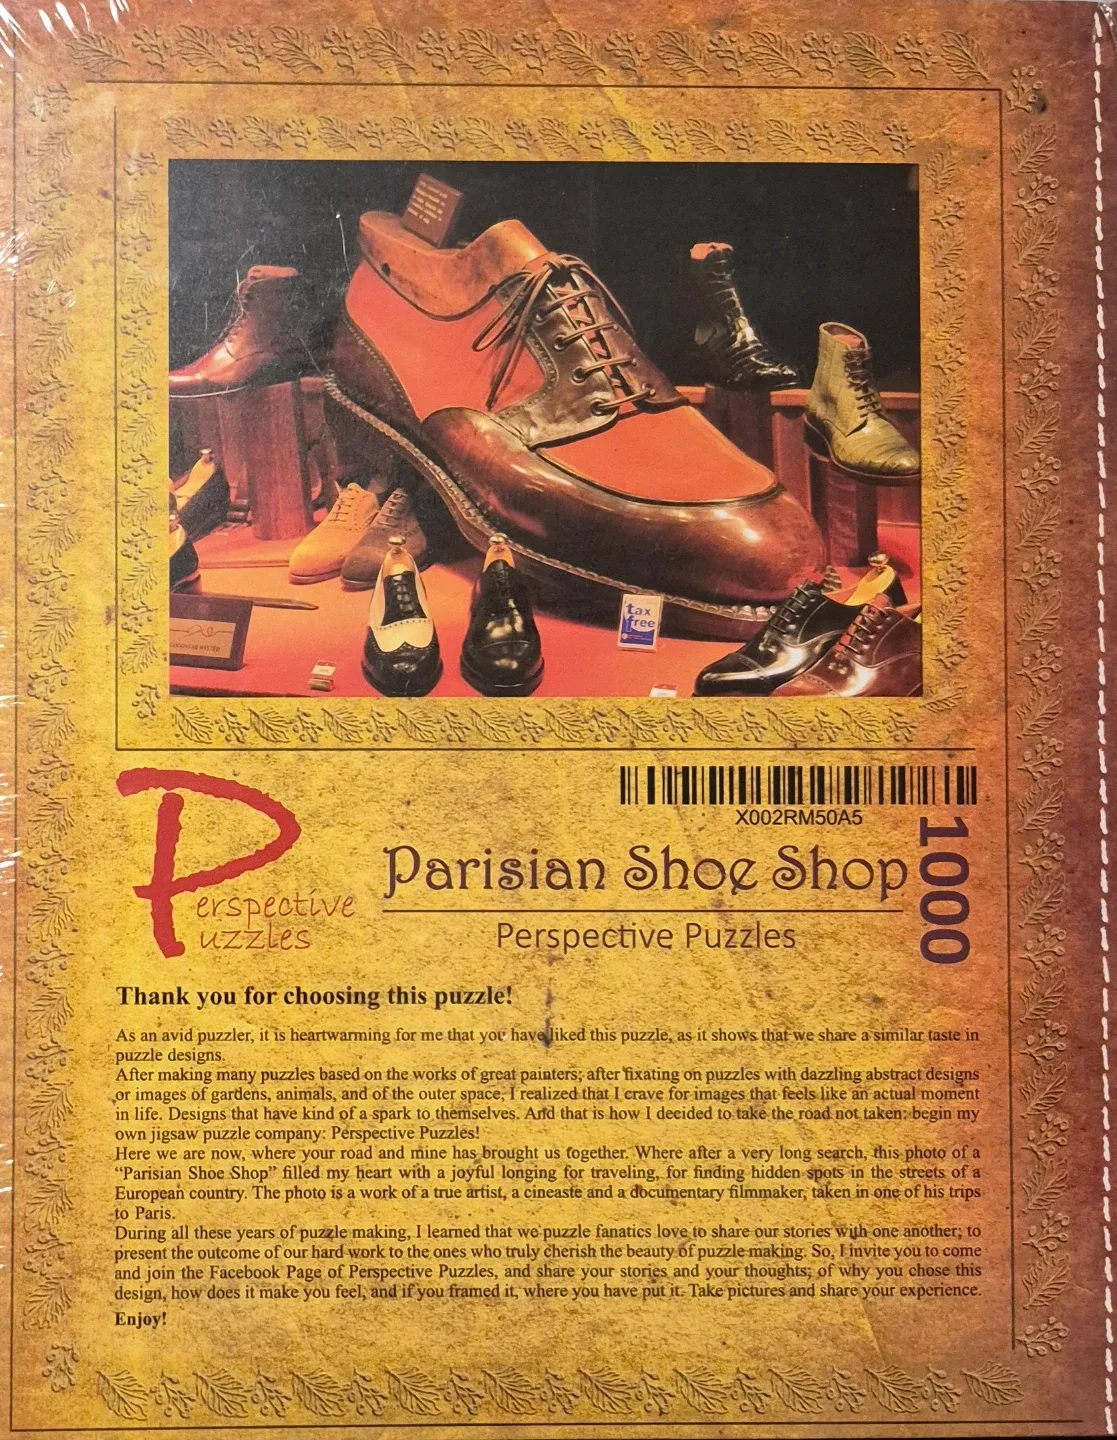 tax
free
GOODYEAR WELTED
X002RM50A5
1000
Parisian Shoe Shop
Perspective Puzzles
Perspective
Puzzles
Thank you for choosing this puzzle!
As an avid puzzler, it is heartwarming for me that you have liked this puzzle, as it shows that we share a similar taste in
puzzle designs.
After making many puzzles based on the works of great painters; after fixating on puzzles with dazzling abstract designs
or images of gardens, animals, and of the outer space, I realized that I crave for images that feels like an actual moment
in life. Designs that have kind of a spark to themselves. And that is how I decided to take the road not taken: begin my
own jigsaw puzzle company: Perspective Puzzles!
Here we are now, where your road and mine has brought us together. Where after a very long search, this photo of a
“Parisian Shoe Shop” filled my heart with a joyful longing for traveling, for finding hidden spots in the streets of a
European country. The photo is a work of a true artist, a cineaste and a documentary filmmaker, taken in one of his trips
to Paris.
During all these years of puzzle making, I learned that we puzzle fanatics love to share our stories with one another; to
present the outcome of our hard work to the ones who truly cherish the beauty of puzzle making. So, I invite you to come
and join the Facebook Page of Perspective Puzzles, and share your stories and your thoughts; of why you chose this
design, how does it make you feel, and if you framed it, where you have put it. Take pictures and share your experience.
Enjoy!